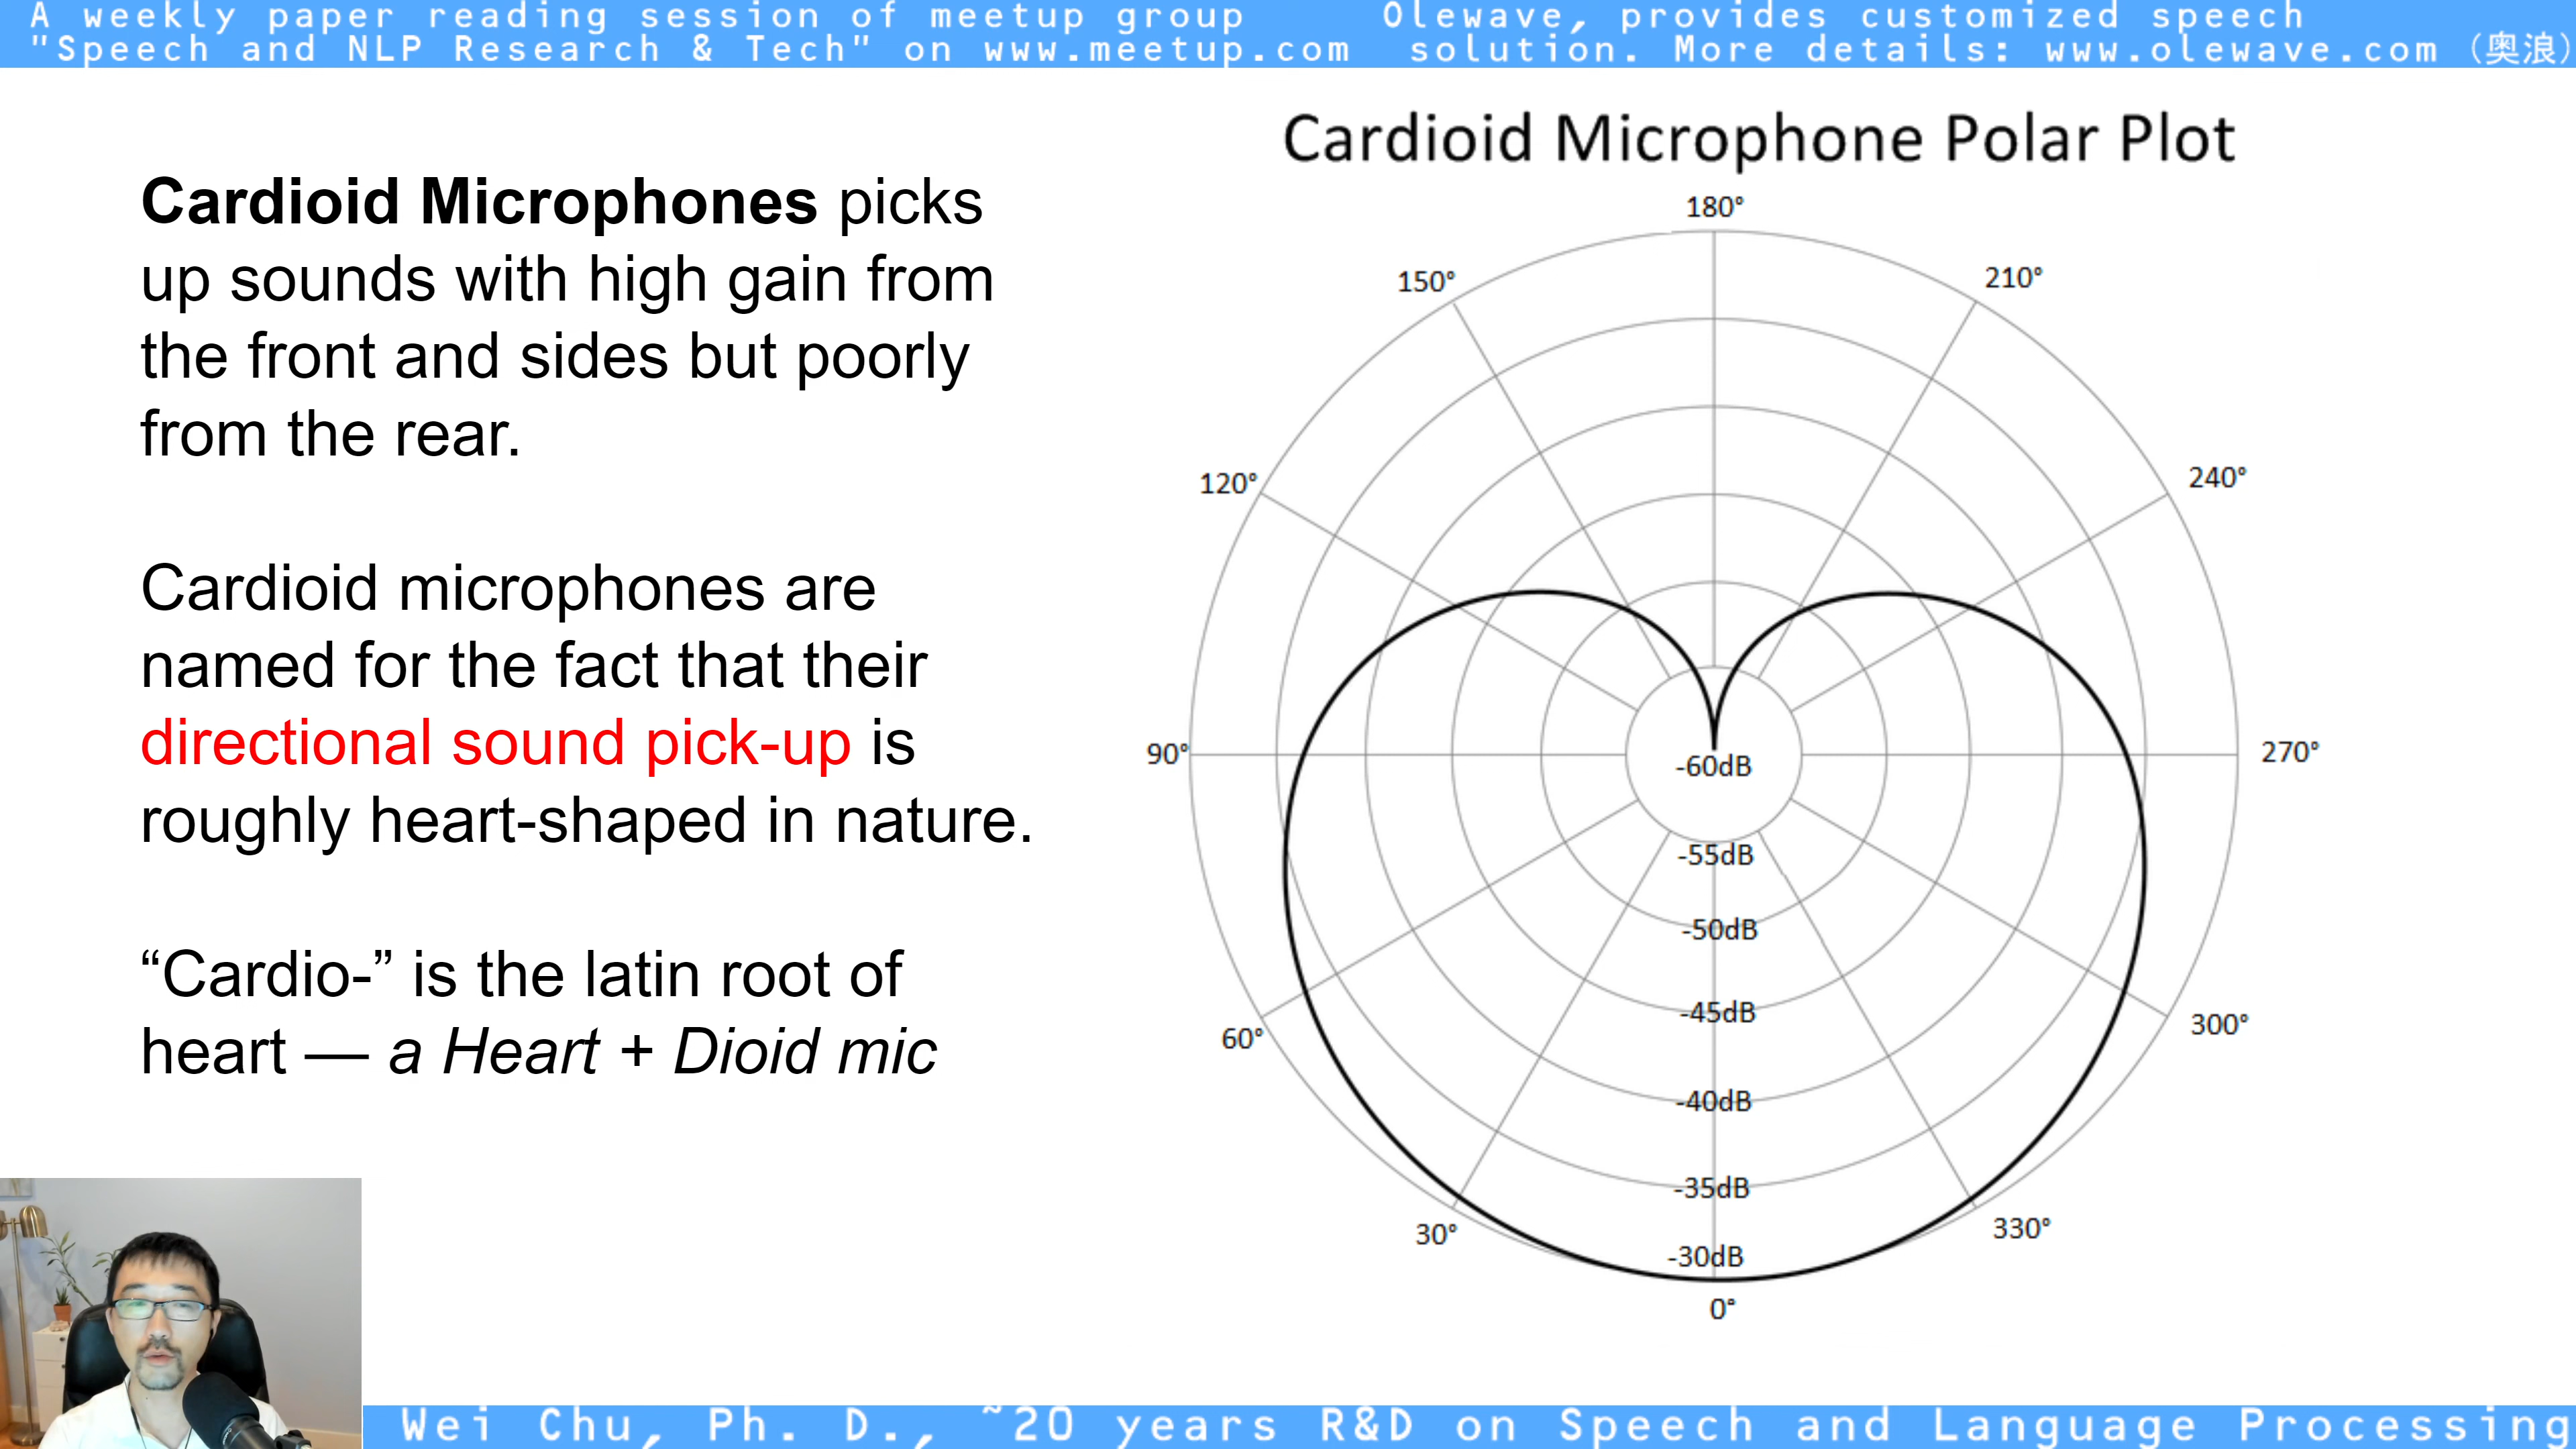 A weekly paper reading session of meetup group
"Speech and NLP Research & Tech" on www.meetup.com
Olewave, provides customized speech
solution. More details: www.olewave.com (奥浪)
Cardioid Microphones picks
up sounds with high gain from
the front and sides but poorly
from the rear.
Cardioid microphones are
named for the fact that their
directional sound pick-up is
roughly heart-shaped in nature.
“Cardio-” is the latin root of
heart — a Heart + Dioid mic
Cardioid Microphone Polar Plot
180°
150°
210°
120°
240°
90°
270°
-60dB
-55dB
-50dB
-45dB
60°
300°
-40dB
-35dB
30°
330°
-30dB
0°
Wei Chu, Ph. D., ~20 years R&D on Speech and Language Processing